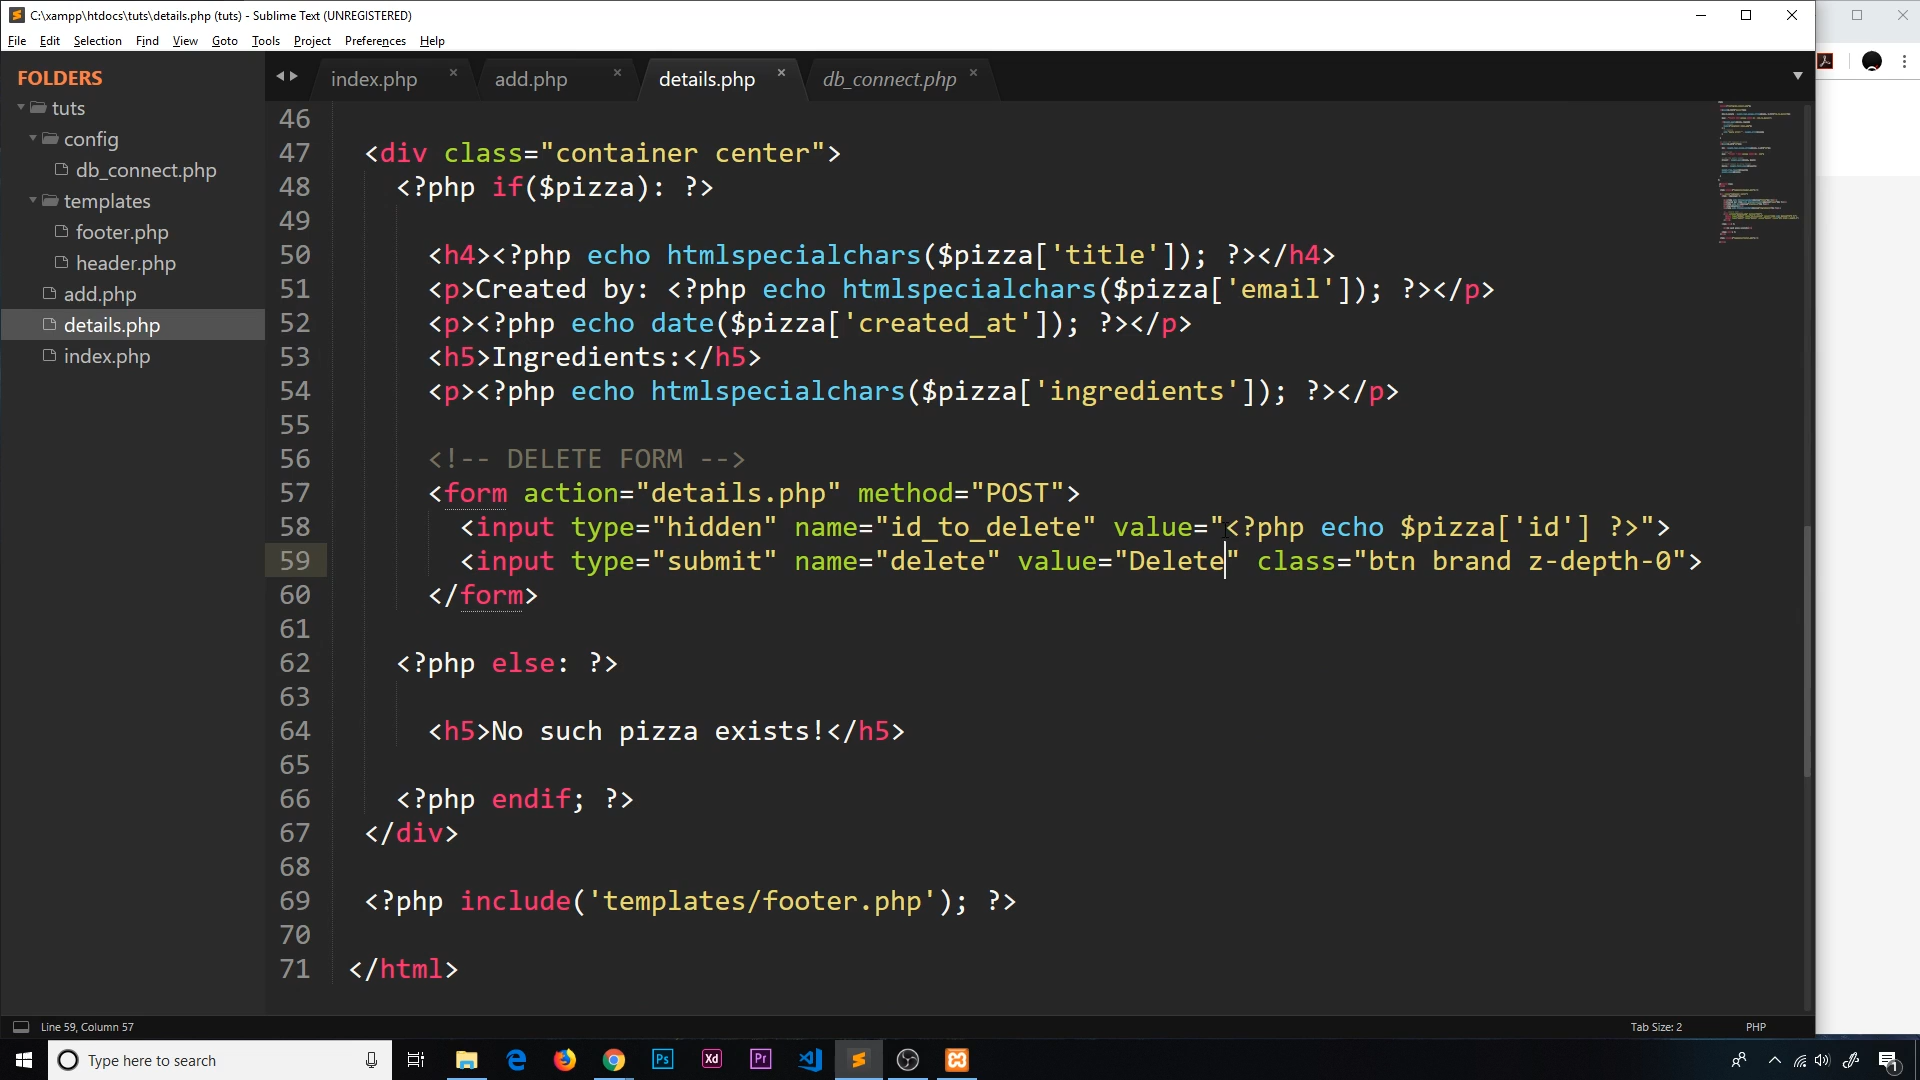 C:\xampp\htdocs\tuts\details.php (tuts) - Sublime Text (UNREGISTERED)
File Edit Selection Find View Goto Tools Project Preferences Help
FOLDERS
tuts
config
db_connect.php
templates
footer.php
header.php
add.php
details.php
index.php
index.php add.php details.php db_connect.php
46
47 <div class="container center">
48 <?php if($pizza): ?>
49
50 <h4><?php echo htmlspecialchars($pizza['title']); ?></h4>
51 <p>Created by: <?php echo htmlspecialchars($pizza['email']); ?></p>
52 <p><?php echo date($pizza['created_at']); ?></p>
53 <h5>Ingredients:</h5>
54 <p><?php echo htmlspecialchars($pizza['ingredients']); ?></p>
55
56 <!-- DELETE FORM -->
57 <form action="details.php" method="POST">
58 <input type="hidden" name="id_to_delete" value="<?php echo $pizza['id'] ?>">
59 <input type="submit" name="delete" value="Delete" class="btn brand z-depth-0">
60 </form>
61
62 <?php else: ?>
63
64 <h5>No such pizza exists!</h5>
65
66 <?php endif; ?>
67 </div>
68
69 <?php include('templates/footer.php'); ?>
70
71 </html>
Line 59, Column 57 Tab Size: 2 PHP
Type here to search
Ps Xd Pr
1